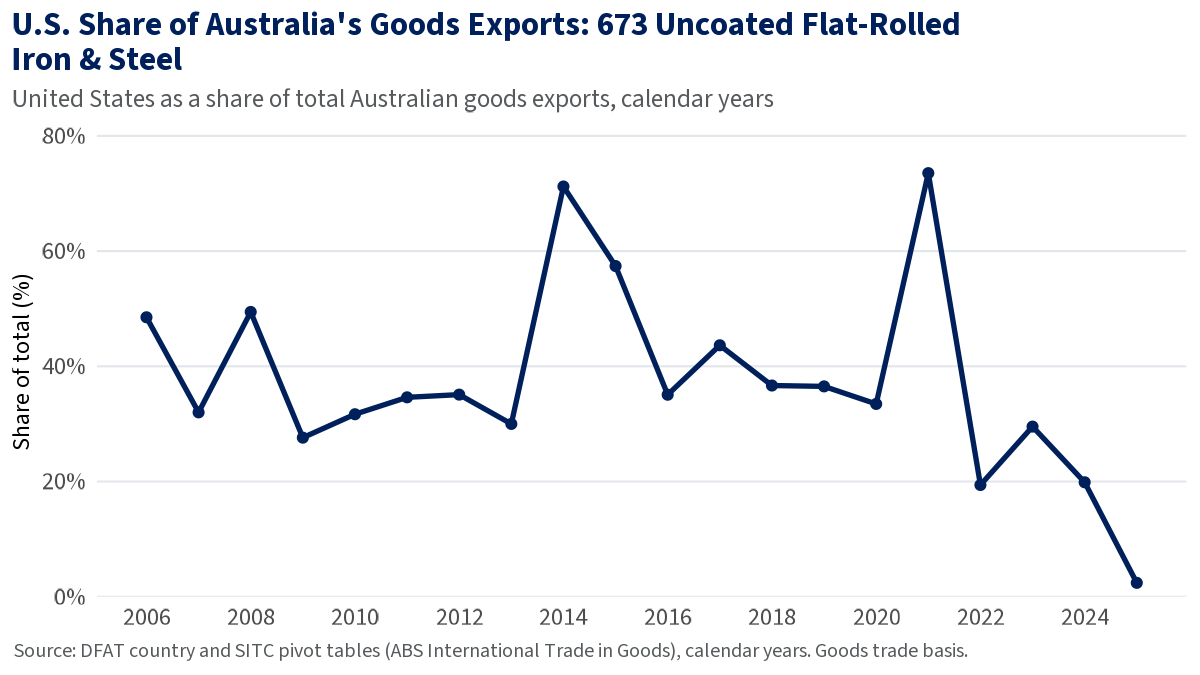 U.S. Share of Australia's Goods Exports: 673 Uncoated Flat-Rolled
Iron & Steel
United States as a share of total Australian goods exports, calendar years
Share of total (%)
80%
60%
40%
20%
0%
2006 2008 2010 2012 2014 2016 2018 2020 2022 2024
Source: DFAT country and SITC pivot tables (ABS International Trade in Goods), calendar years. Goods trade basis.